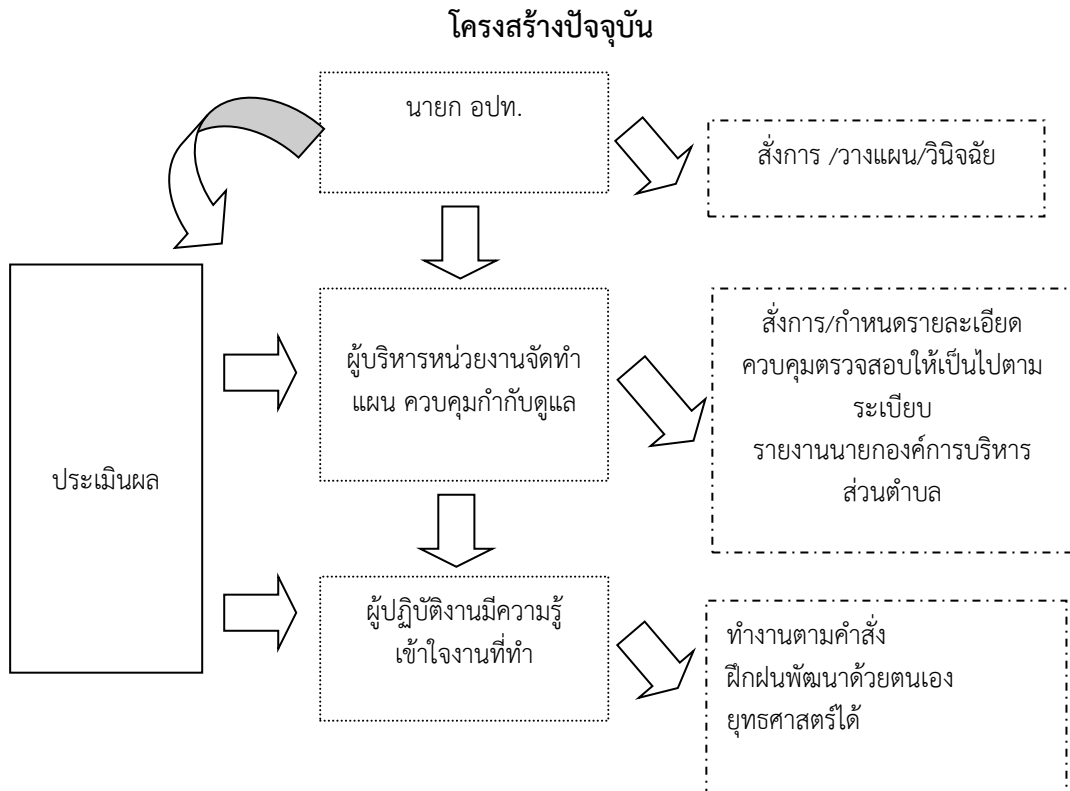 โครงสร้างปัจจุบัน
นายก อปท.
สั่งการ /วางแผน/วินิจฉัย
ผู้บริหารหน่วยงานจัดทำ
แผน ควบคุมกำกับดูแล
สั่งการ/กำหนดรายละเอียด
ควบคุมตรวจสอบให้เป็นไปตาม
ระเบียบ
รายงานนายกองค์การบริหาร
ส่วนตำบล
ประเมินผล
ผู้ปฏิบัติงานมีความรู้
เข้าใจงานที่ทำ
ทำงานตามคำสั่ง
ฝึกฝนพัฒนาด้วยตนเอง
ยุทธศาสตร์ได้